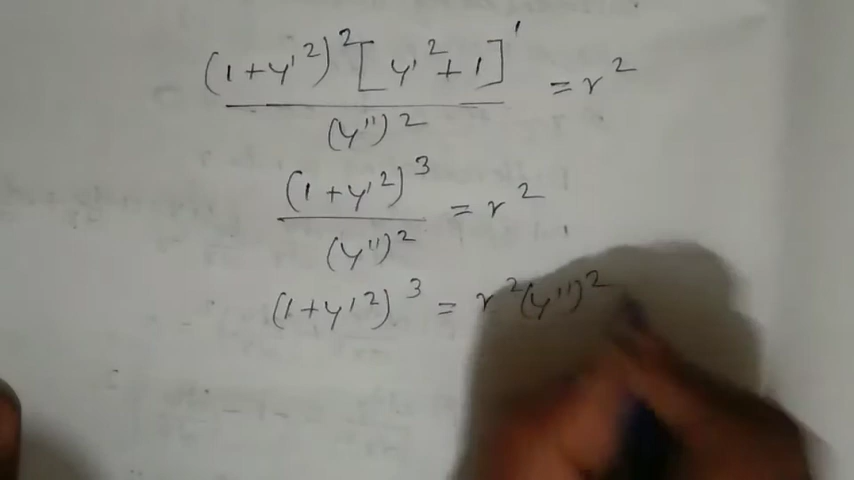 (1+y'²)²[y'²+1]' / (y'')² = r²
(1+y'²)³ / (y'')² = r²
(1+y'²)³ = r²(y'')²